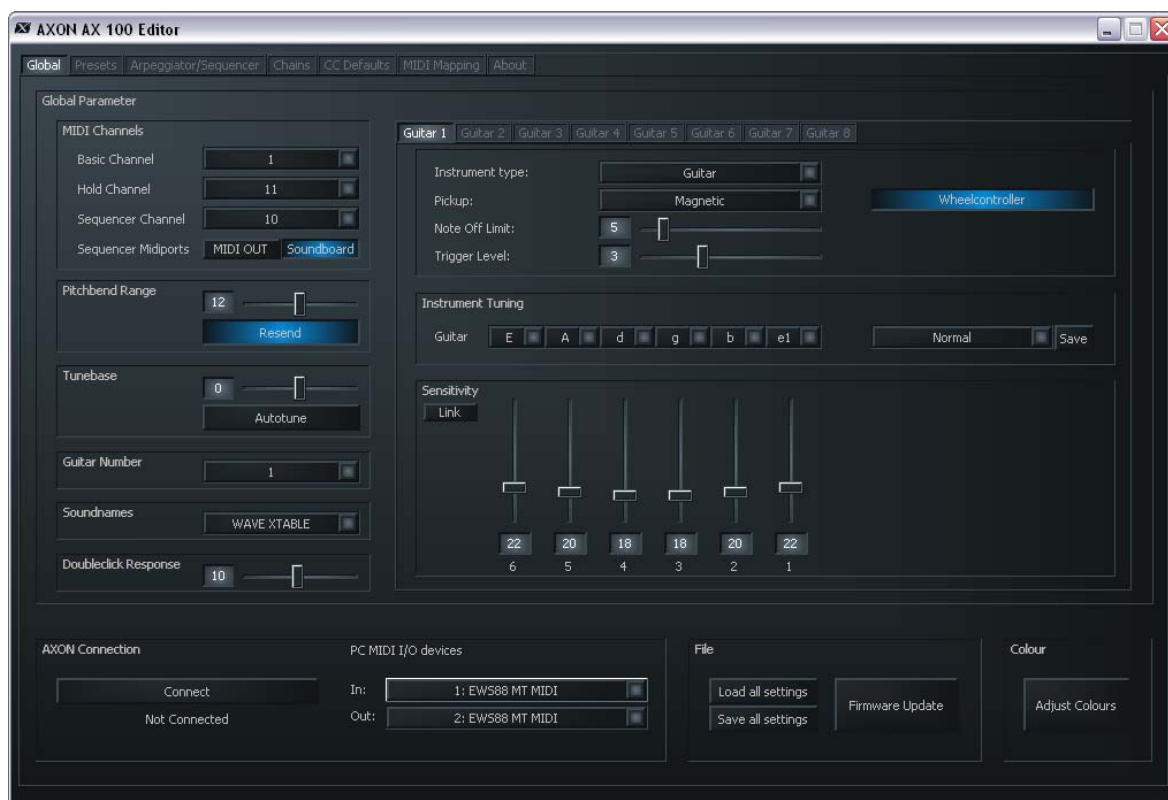 AXON AX 100 Editor
Global Presets Arpeggiator/Sequencer Chains CC Defaults MIDI Mapping About
Global Parameter
MIDI Channels
Basic Channel 1
Hold Channel 11
Sequencer Channel 10
Sequencer Midiports MIDI OUT Soundboard
Pitchbend Range
12
Resend
Tunebase
0
Autotune
Guitar Number
1
Soundnames
WAVE XTABLE
Doubleclick Response
10
Guitar 1 Guitar 2 Guitar 3 Guitar 4 Guitar 5 Guitar 6 Guitar 7 Guitar 8
Instrument type: Guitar
Pickup: Magnetic
Wheelcontroller
Note Off Limit: 5
Trigger Level: 3
Instrument Tuning
Guitar E A d g b e1 Normal Save
Sensitivity
Link
22 20 18 18 20 22
6 5 4 3 2 1
AXON Connection
Connect
Not Connected
PC MIDI I/O devices
In: 1: EWS88 MT MIDI
Out: 2: EWS88 MT MIDI
File
Load all settings
Save all settings
Firmware Update
Colour
Adjust Colours